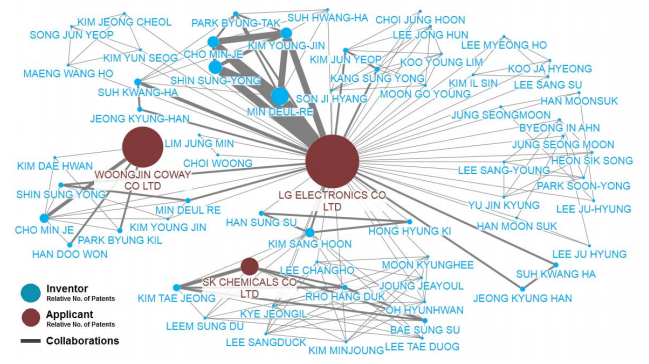 KIM JEONG CHEOL
PARK BYUNG-TAK
SUH HWANG-HA
CHOI JUNG HOON
SONG JUN YEOP
KIM YOUNG-JIN
LEE JONG HUN
KIM YUN SEOG
CHO MIN-JE
KIM JUN YEOP
KOO YOUNG LIM
LEE MYEONG HO
MAENG WANG HO
SHIN SUNG-YONG
KANG SUNG YONG
KOO JA HYEONG
KIM IL SIN
LEE SANG SU
SUH KWANG-HA
SON JI HYANG
MOON GO YOUNG
HAN MOONSUK
MIN DEUL-RE
JEONG KYUNG-HAN
JUNG SEONGMOON
BYEONG IN AHN
LIM JUNG MIN
JUNG SEONG MOON
KIM DAE HWAN
CHOI WOONG
HEON SIK SONG
WOONGJIN COWAY
CO LTD
LEE SANG-YOUNG
PARK SOON-YONG
SHIN SUNG YONG
LG ELECTRONICS CO
LTD
YU JIN KYUNG
LEE JU-HYUNG
MIN DEUL RE
CHO MIN JE
KIM YOUNG JIN
HAN SUNG SU
HONG HYUNG KI
HAN MOON SUK
PARK BYUNG KIL
HAN DOO WON
KIM SANG HOON
LEE JU HYUNG
LEE CHANGHO
MOON KYUNGHEE
SUH KWANG HA
SK CHEMICALS CO
LTD
JOUNG JEAYOUL
KIM TAE JEONG
RHO HANG DUK
JEONG KYUNG HAN
OH HYUNHWAN
KYE JEONGIL
LEEM SUNG DU
BAE SUNG SU
LEE SANGDUCK
LEE TAE DUOG
KIM MINJOUNG
Inventor
Relative No. of Patents
Applicant
Relative No. of Patents
Collaborations